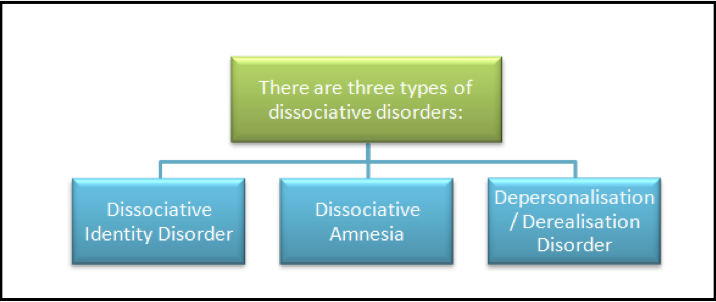 There are three types of
dissociative disorders:
Dissociative
Identity Disorder
Dissociative
Amnesia
Depersonalisation
/ Derealisation
Disorder